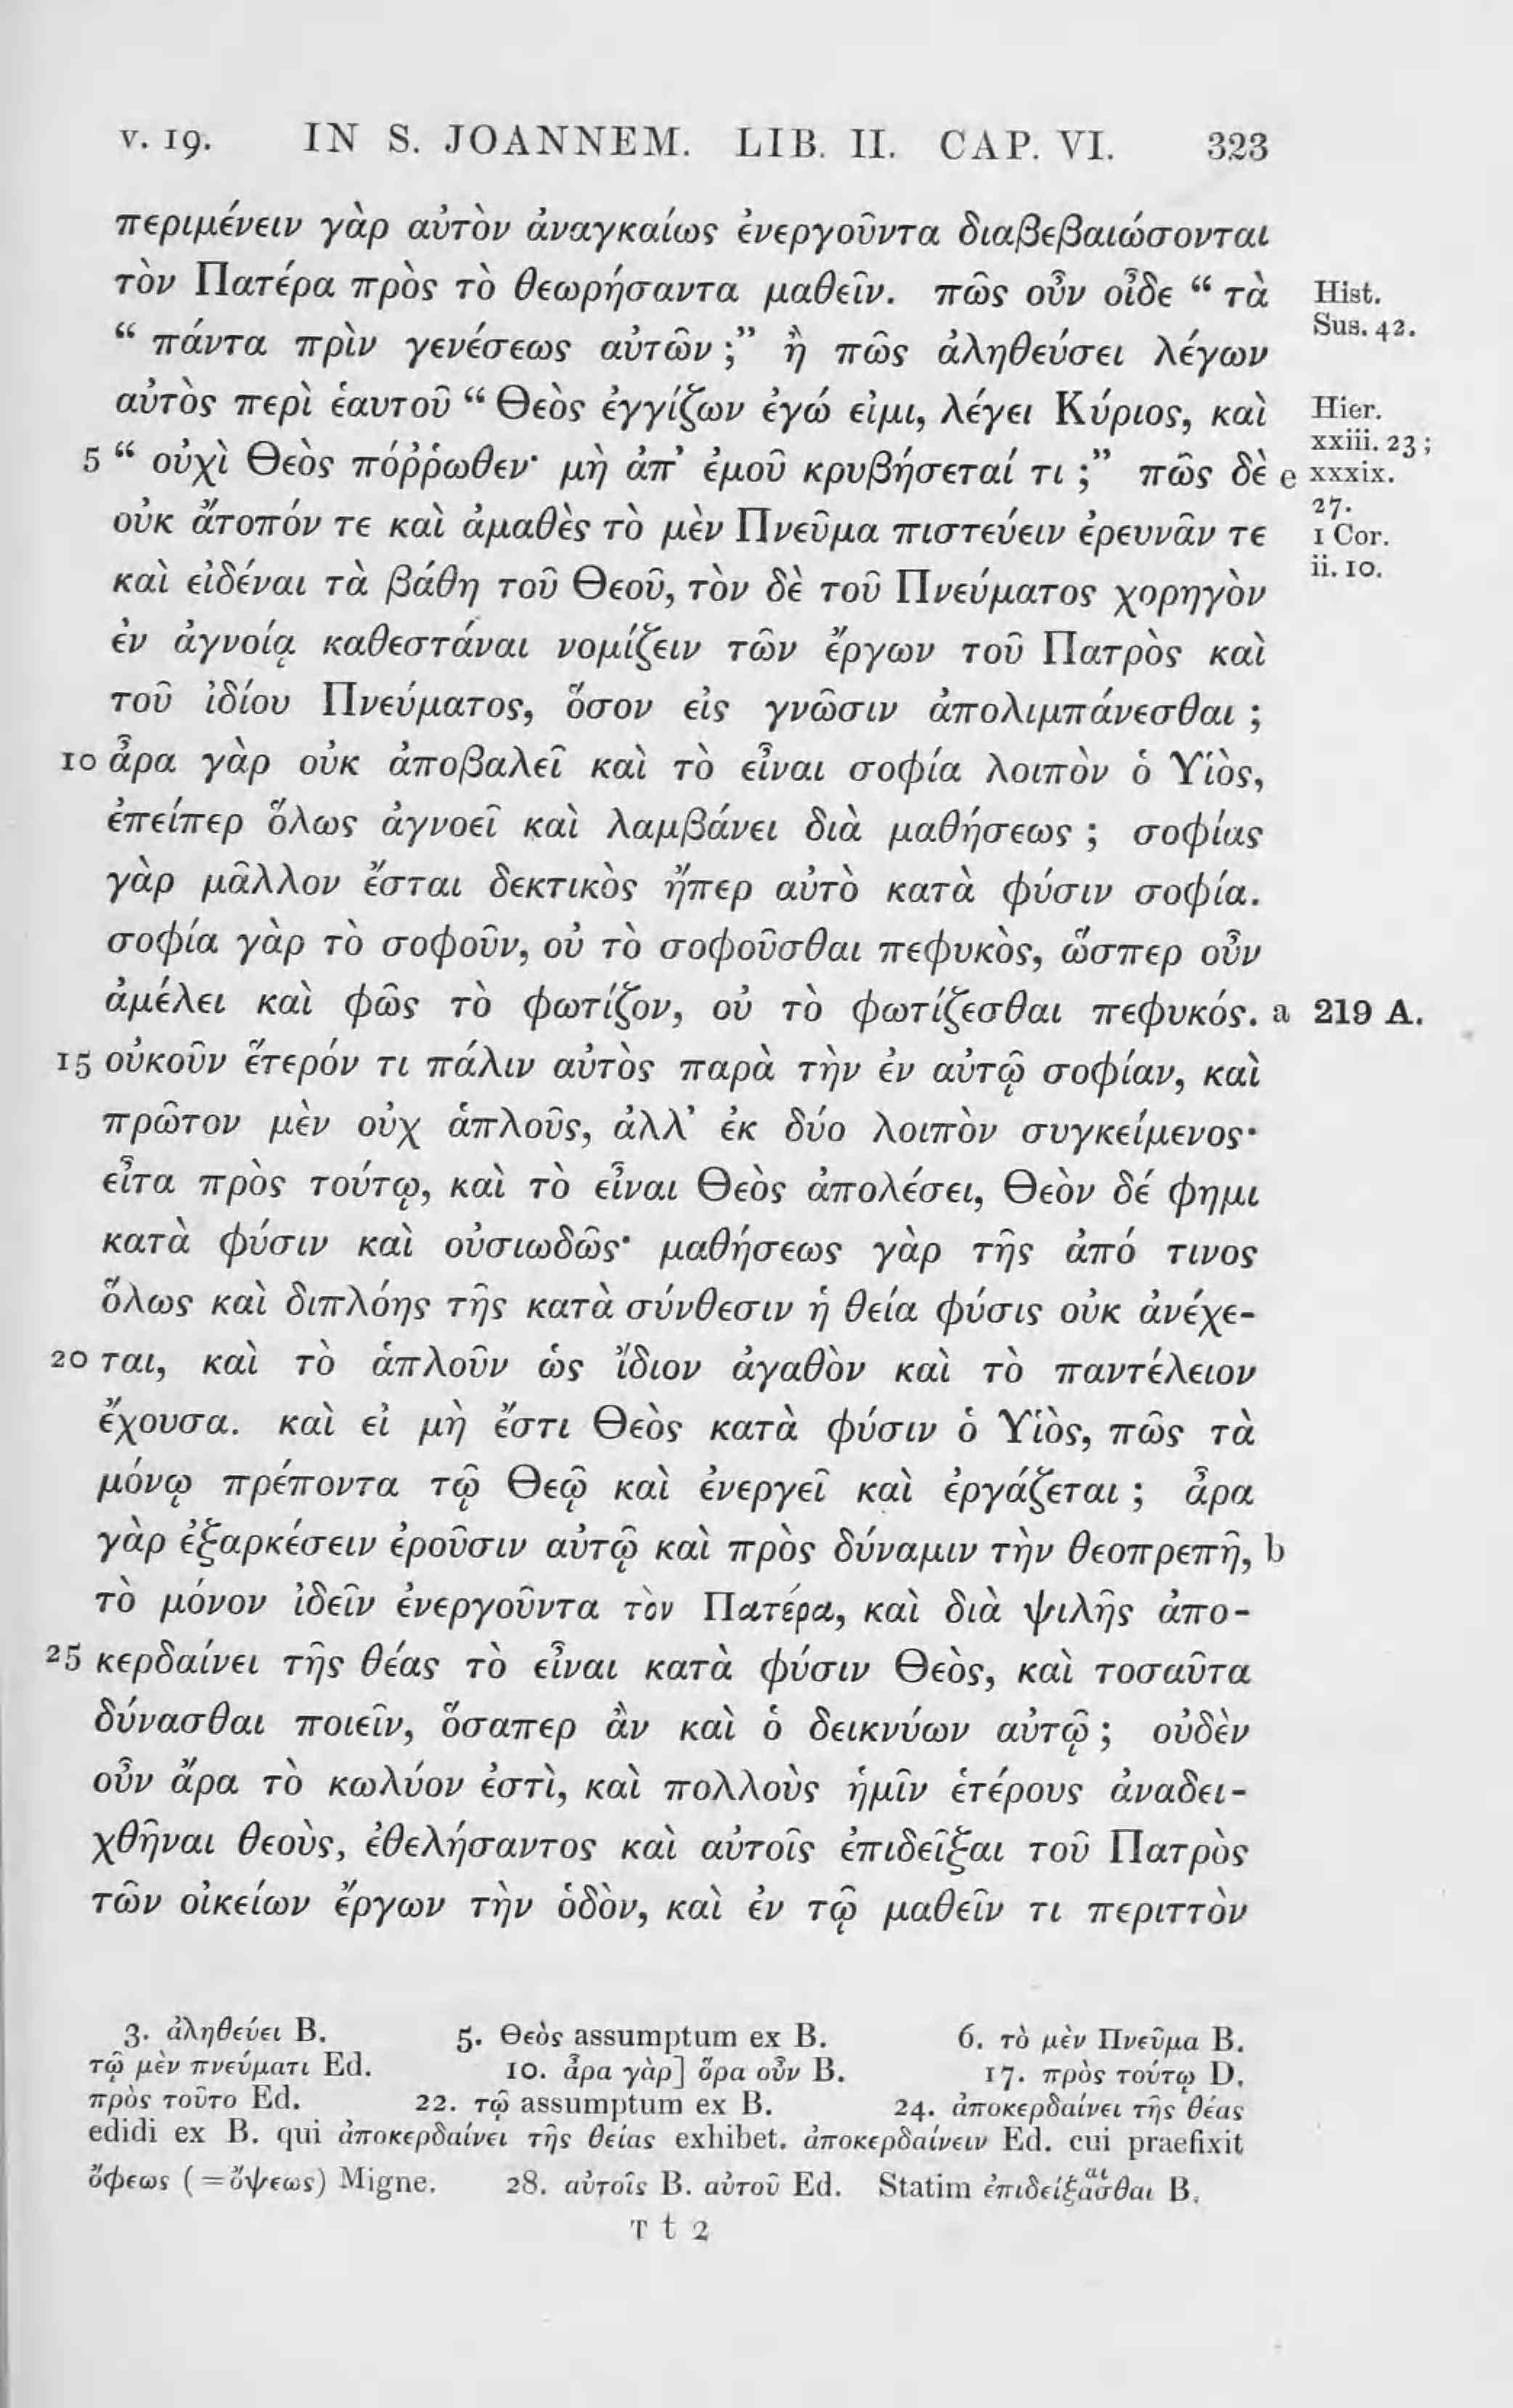 v. 19. IN S. JOANNEM. LIB. II. CAP. VI. 323
περιμένειν γὰρ αὐτὸν ἀναγκαίως ἐνεργοῦντα διαβεβαιώσονται
τὸν Πατέρα πρὸς τὸ θεωρήσαντα μαθεῖν. πῶς οὖν οἶδε “ τὰ Hist.
“ πάντα πρὶν γενέσεως αὐτῶν ;” ἢ πῶς ἀληθεύσει λέγων Sus. 42.
αὐτὸς περὶ ἑαυτοῦ “ Θεὸς ἐγγίζων ἐγώ εἰμι, λέγει Κύριος, καὶ Hier.
5 “ οὐχὶ Θεὸς πόῤῥωθεν· μὴ ἀπ’ ἐμοῦ κρυβήσεταί τι ;” πῶς δὲ e xxiii. 23 ;
xxxix.
27.
οὐκ ἄτοπόν τε καὶ ἀμαθὲς τὸ μὲν Πνεῦμα πιστεύειν ἐρευνᾶν τε 1 Cor.
καὶ εἰδέναι τὰ βάθη τοῦ Θεοῦ, τὸν δὲ τοῦ Πνεύματος χορηγὸν ii. 10.
ἐν ἀγνοίᾳ καθεστάναι νομίζειν τῶν ἔργων τοῦ Πατρὸς καὶ
τοῦ ἰδίου Πνεύματος, ὅσον εἰς γνῶσιν ἀπολιμπάνεσθαι ;
10 ἆρα γὰρ οὐκ ἀποβαλεῖ καὶ τὸ εἶναι σοφία λοιπὸν ὁ Υἱὸς,
ἐπείπερ ὅλως ἀγνοεῖ καὶ λαμβάνει διὰ μαθήσεως ; σοφίας
γὰρ μᾶλλον ἔσται δεκτικὸς ἤπερ αὐτὸ κατὰ φύσιν σοφία.
σοφία γὰρ τὸ σοφοῦν, οὐ τὸ σοφοῦσθαι πεφυκὸς, ὥσπερ οὖν
ἀμέλει καὶ φῶς τὸ φωτίζον, οὐ τὸ φωτίζεσθαι πεφυκός. a 219 A.
15 οὐκοῦν ἕτερόν τι πάλιν αὐτὸς παρὰ τὴν ἐν αὐτῷ σοφίαν, καὶ
πρῶτον μὲν οὐχ ἁπλοῦς, ἀλλ’ ἐκ δύο λοιπὸν συγκείμενος·
εἶτα πρὸς τούτῳ, καὶ τὸ εἶναι Θεὸς ἀπολέσει, Θεὸν δέ φημι
κατὰ φύσιν καὶ οὐσιωδῶς· μαθήσεως γὰρ τῆς ἀπό τινος
ὅλως καὶ διπλόης τῆς κατὰ σύνθεσιν ἡ θεία φύσις οὐκ ἀνέχε-
20 ται, καὶ τὸ ἁπλοῦν ὡς ἴδιον ἀγαθὸν καὶ τὸ παντέλειον
ἔχουσα. καὶ εἰ μὴ ἔστι Θεὸς κατὰ φύσιν ὁ Υἱὸς, πῶς τὰ
μόνῳ πρέποντα τῷ Θεῷ καὶ ἐνεργεῖ καὶ ἐργάζεται ; ἆρα
γὰρ ἐξαρκέσειν ἐροῦσιν αὐτῷ καὶ πρὸς δύναμιν τὴν θεοπρεπῆ, b
τὸ μόνον ἰδεῖν ἐνεργοῦντα τὸν Πατέρα, καὶ διὰ ψιλῆς ἀπο-
25 κερδαίνει τῆς θέας τὸ εἶναι κατὰ φύσιν Θεὸς, καὶ τοσαῦτα
δύνασθαι ποιεῖν, ὅσαπερ ἂν καὶ ὁ δεικνύων αὐτῷ ; οὐδὲν
οὖν ἄρα τὸ κωλύον ἐστὶ, καὶ πολλοὺς ἡμῖν ἑτέρους ἀναδει-
χθῆναι θεοὺς, ἐθελήσαντος καὶ αὐτοῖς ἐπιδεῖξαι τοῦ Πατρὸς
τῶν οἰκείων ἔργων τὴν ὁδὸν, καὶ ἐν τῷ μαθεῖν τι περιττὸν
3. ἀληθεύει B. 5. Θεὸς assumptum ex B. 6. τὸ μὲν Πνεῦμα B.
τῷ μὲν πνεύματι Ed. 10. ἆρα γὰρ] ὅρα οὖν B. 17. πρὸς τούτῳ D.
πρὸς τοῦτο Ed. 22. τῷ assumptum ex B. 24. ἀποκερδαίνει τῆς θέας
edidi ex B. qui ἀποκερδαίνει τῆς θείας exhibet. ἀποκερδαίνειν Ed. cui praefixit
ὄφεως (=ὄψεως) Migne. 28. αὐτοῖς B. αὐτοῦ Ed. Statim B.
T t 2